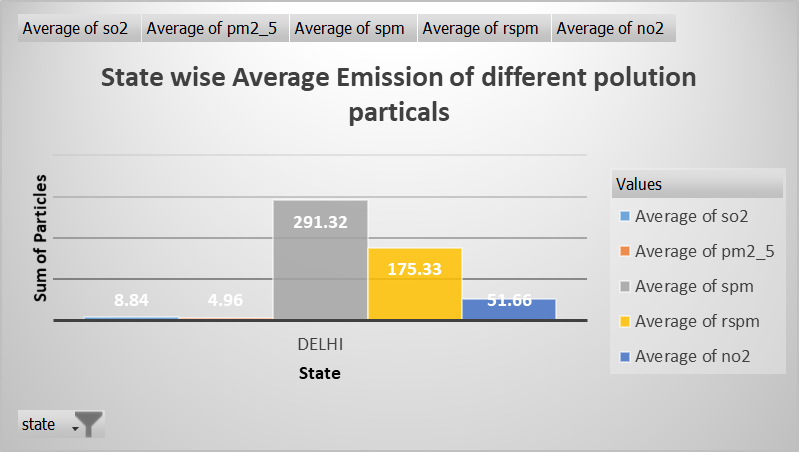 Average of so2 Average of pm2_5 Average of spm Average of rspm Average of no2
State wise Average Emission of different polution
particals
Sum of Particles
8.84 4.96 291.32 175.33 51.66
DELHI
State
Values
Average of so2
Average of pm2_5
Average of spm
Average of rspm
Average of no2
state